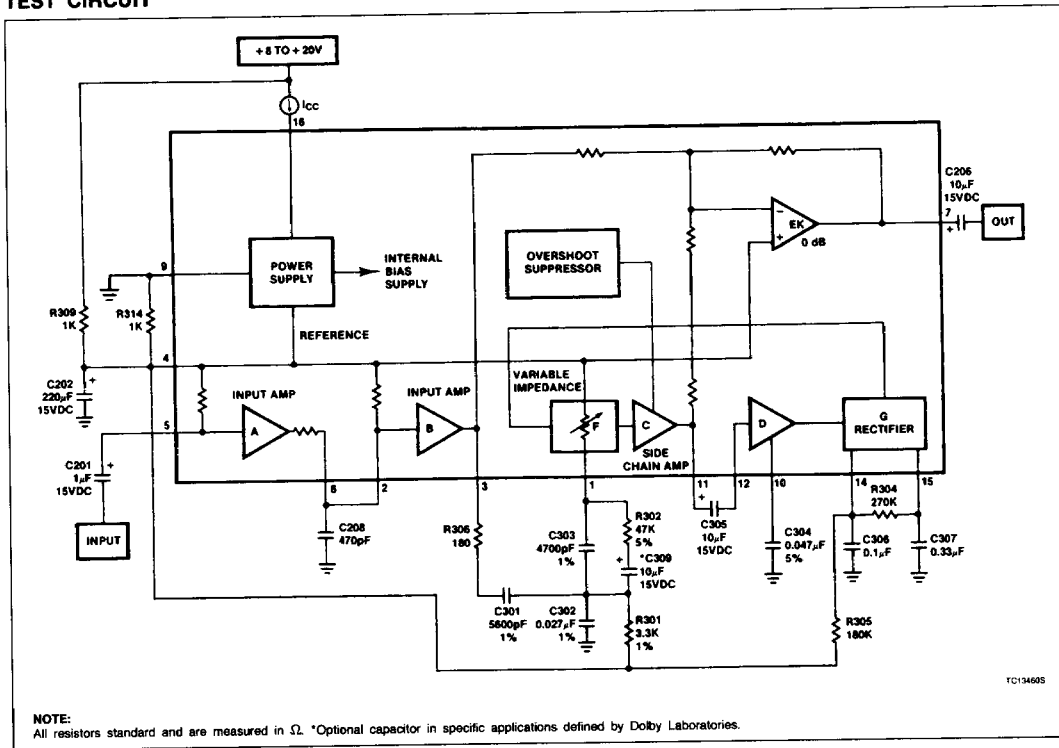 TEST CIRCUIT
+8 TO +20V
ICC
16
C206
10µF
15VDC
7
+
OUT
−
EK
+
0 dB
9
POWER
SUPPLY
INTERNAL
BIAS
SUPPLY
OVERSHOOT
SUPPRESSOR
R309
1K
R314
1K
REFERENCE
4
C202
220µF
15VDC
+
INPUT AMP
A
INPUT AMP
B
VARIABLE
IMPEDANCE
F
C
SIDE
CHAIN AMP
D
G
RECTIFIER
5
C201
1µF
15VDC
+
INPUT
6
2
3
1
11
12
10
14
15
C208
470pF
R306
180
C303
4700pF
1%
R302
47K
5%
+
*C309
10µF
15VDC
+
C305
10µF
15VDC
C304
0.047µF
5%
R304
270K
C306
0.1µF
C307
0.33µF
C301
5600pF
1%
C302
0.027µF
1%
R301
3.3K
1%
R305
180K
TC13460S
NOTE:
All resistors standard and are measured in Ω. *Optional capacitor in specific applications defined by Dolby Laboratories.